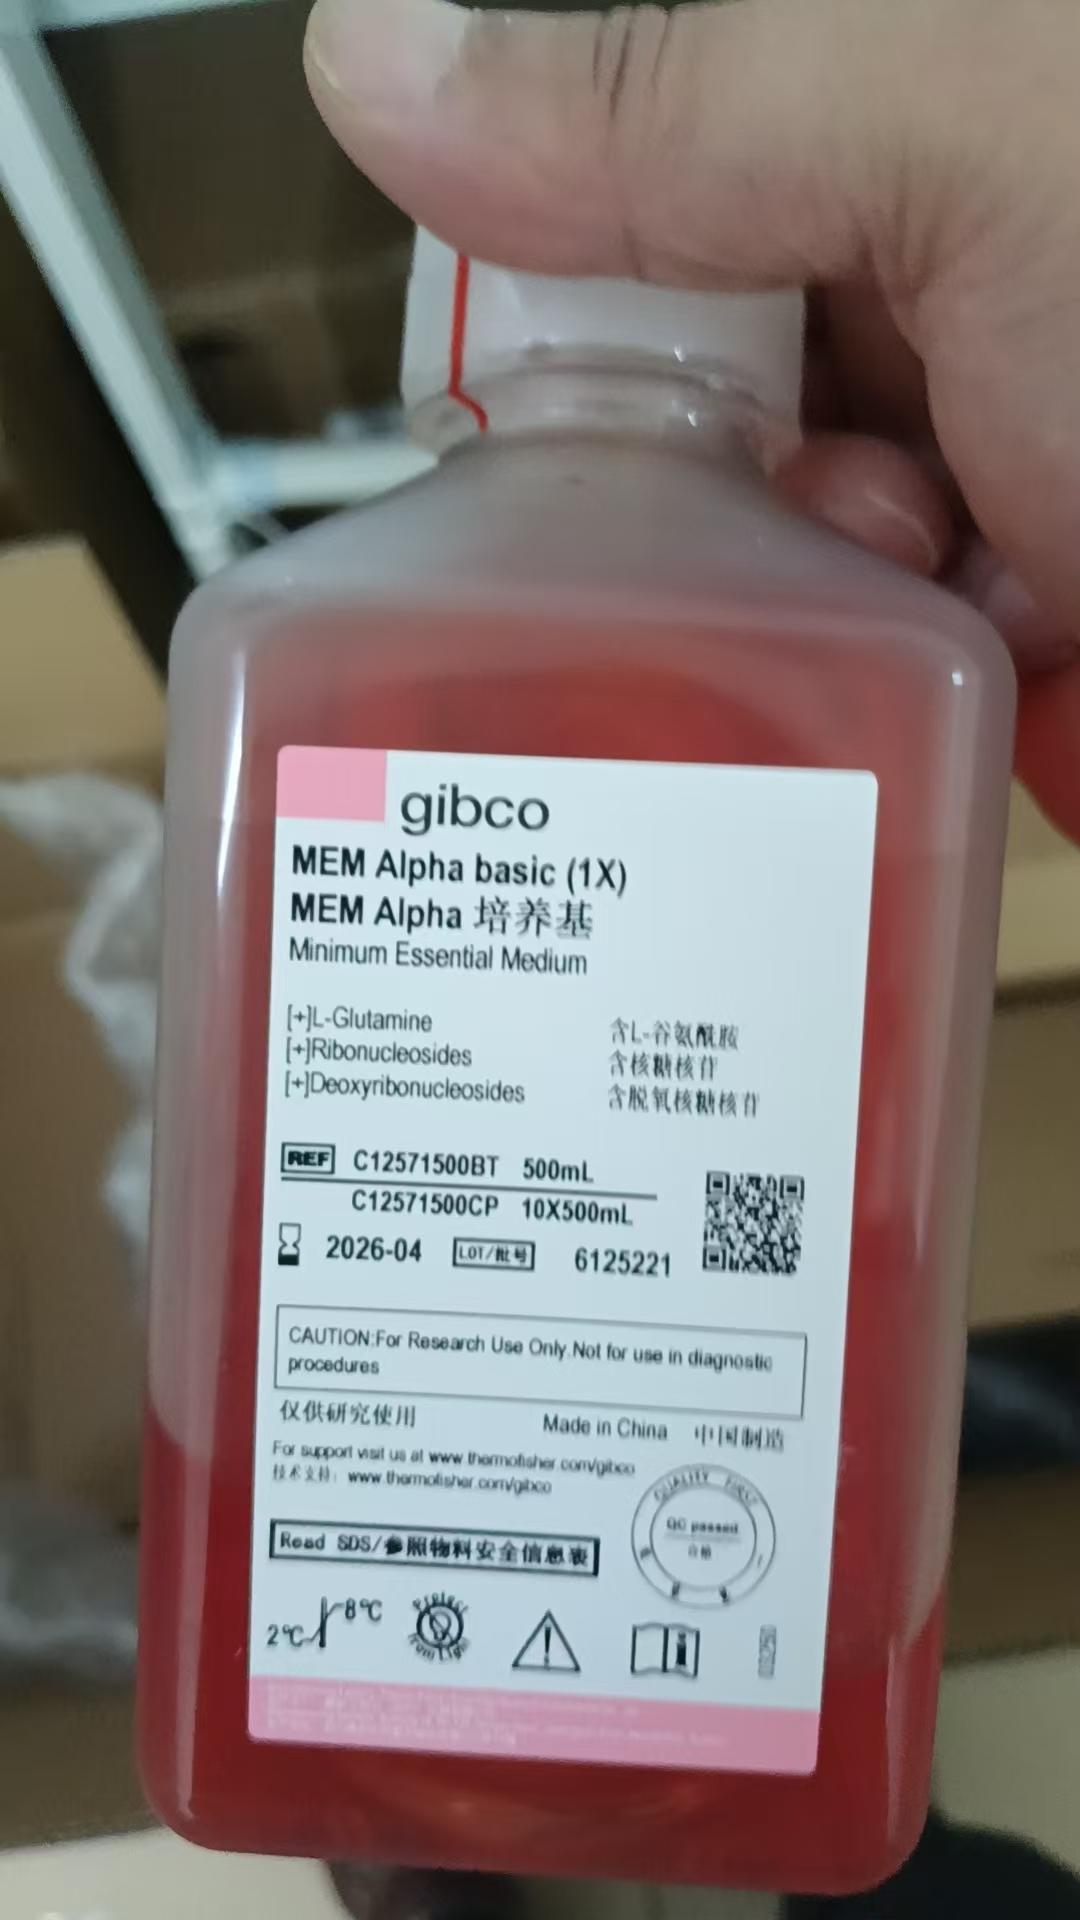 gibco
MEM Alpha basic (1X)
MEM Alpha 培养基
Minimum Essential Medium
[+]L-Glutamine 含L-谷氨酰胺
[+]Ribonucleosides 含核糖核苷
[+]Deoxyribonucleosides 含脱氧核糖核苷
REF C12571500BT 500mL
C12571500CP 10X500mL
2026-04 LOT/批号 6125221
CAUTION:For Research Use Only.Not for use in diagnostic
procedures
仅供研究使用 Made in China 中国制造
For support visit us at www.thermofisher.com/gibco
技术支持: www.thermofisher.com/gibco
QUALITY FIRST
QC passed
合格
Read SDS/参照物料安全信息表
2°C 8°C Protect from Light